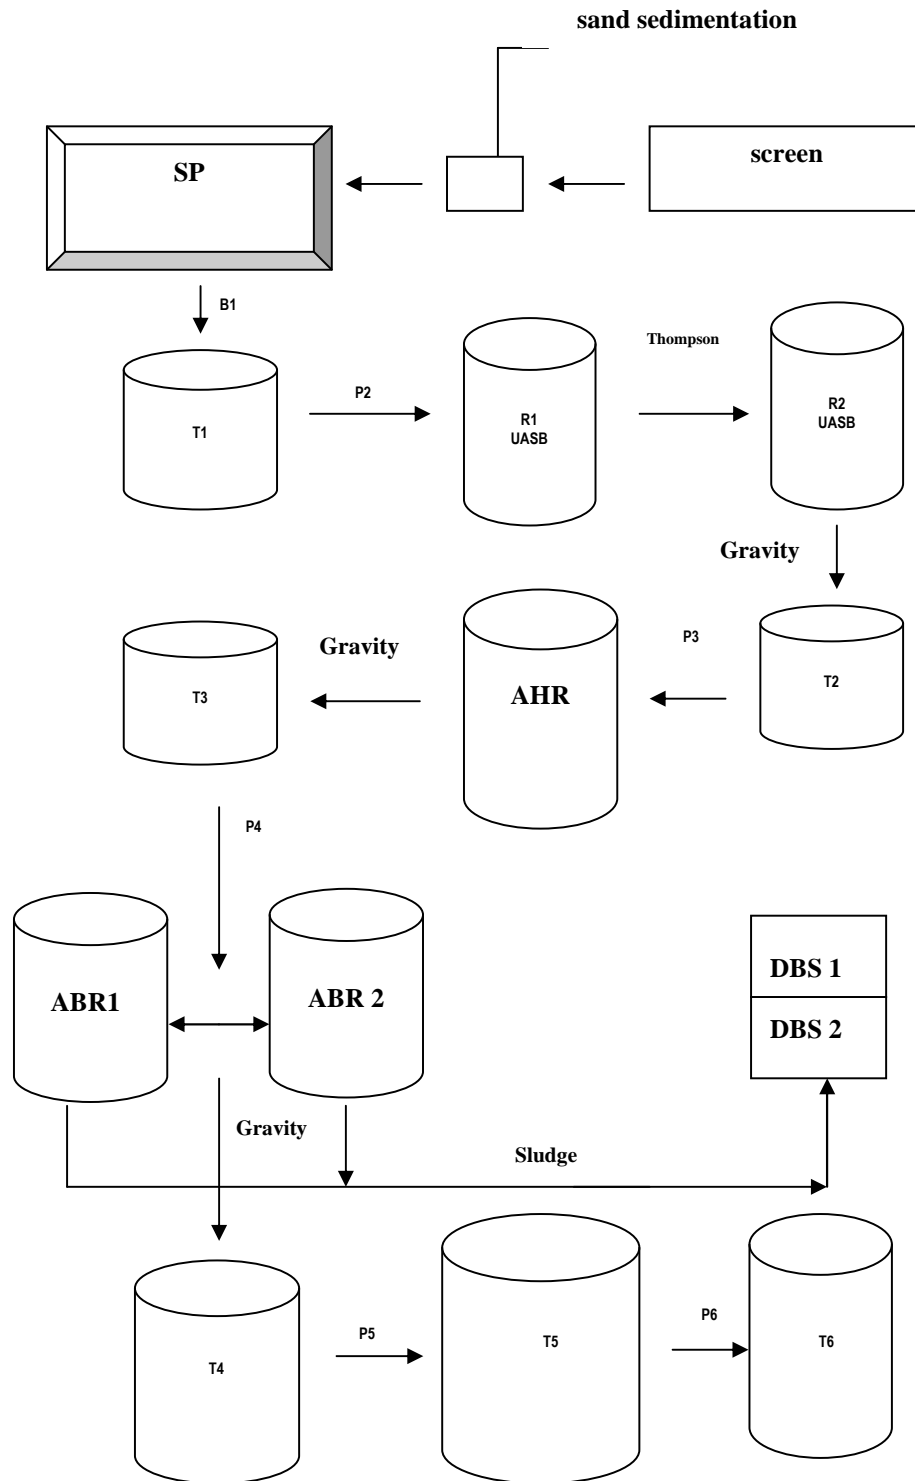 sand sedimentation
SP
screen
B1
Thompson
P2
T1
R1
UASB
R2
UASB
Gravity
Gravity
P3
T3
AHR
T2
P4
ABR1
ABR 2
DBS 1
DBS 2
Gravity
Sludge
P5
P6
T4
T5
T6